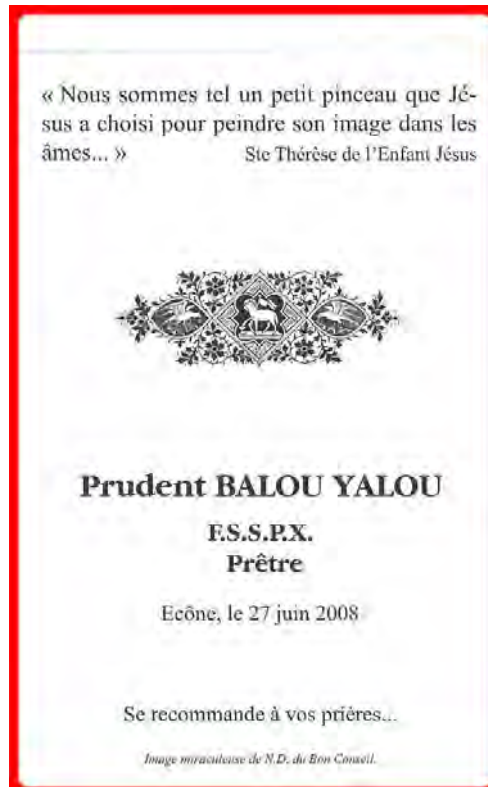 « Nous sommes tel un petit pinceau que Jé-
sus a choisi pour peindre son image dans les
âmes... » Ste Thérèse de l'Enfant Jésus
Prudent BALOU YALOU
F.S.S.P.X.
Prêtre
Ecône, le 27 juin 2008
Se recommande à vos prières...
Image miraculeuse de N.D. du Bon Conseil.